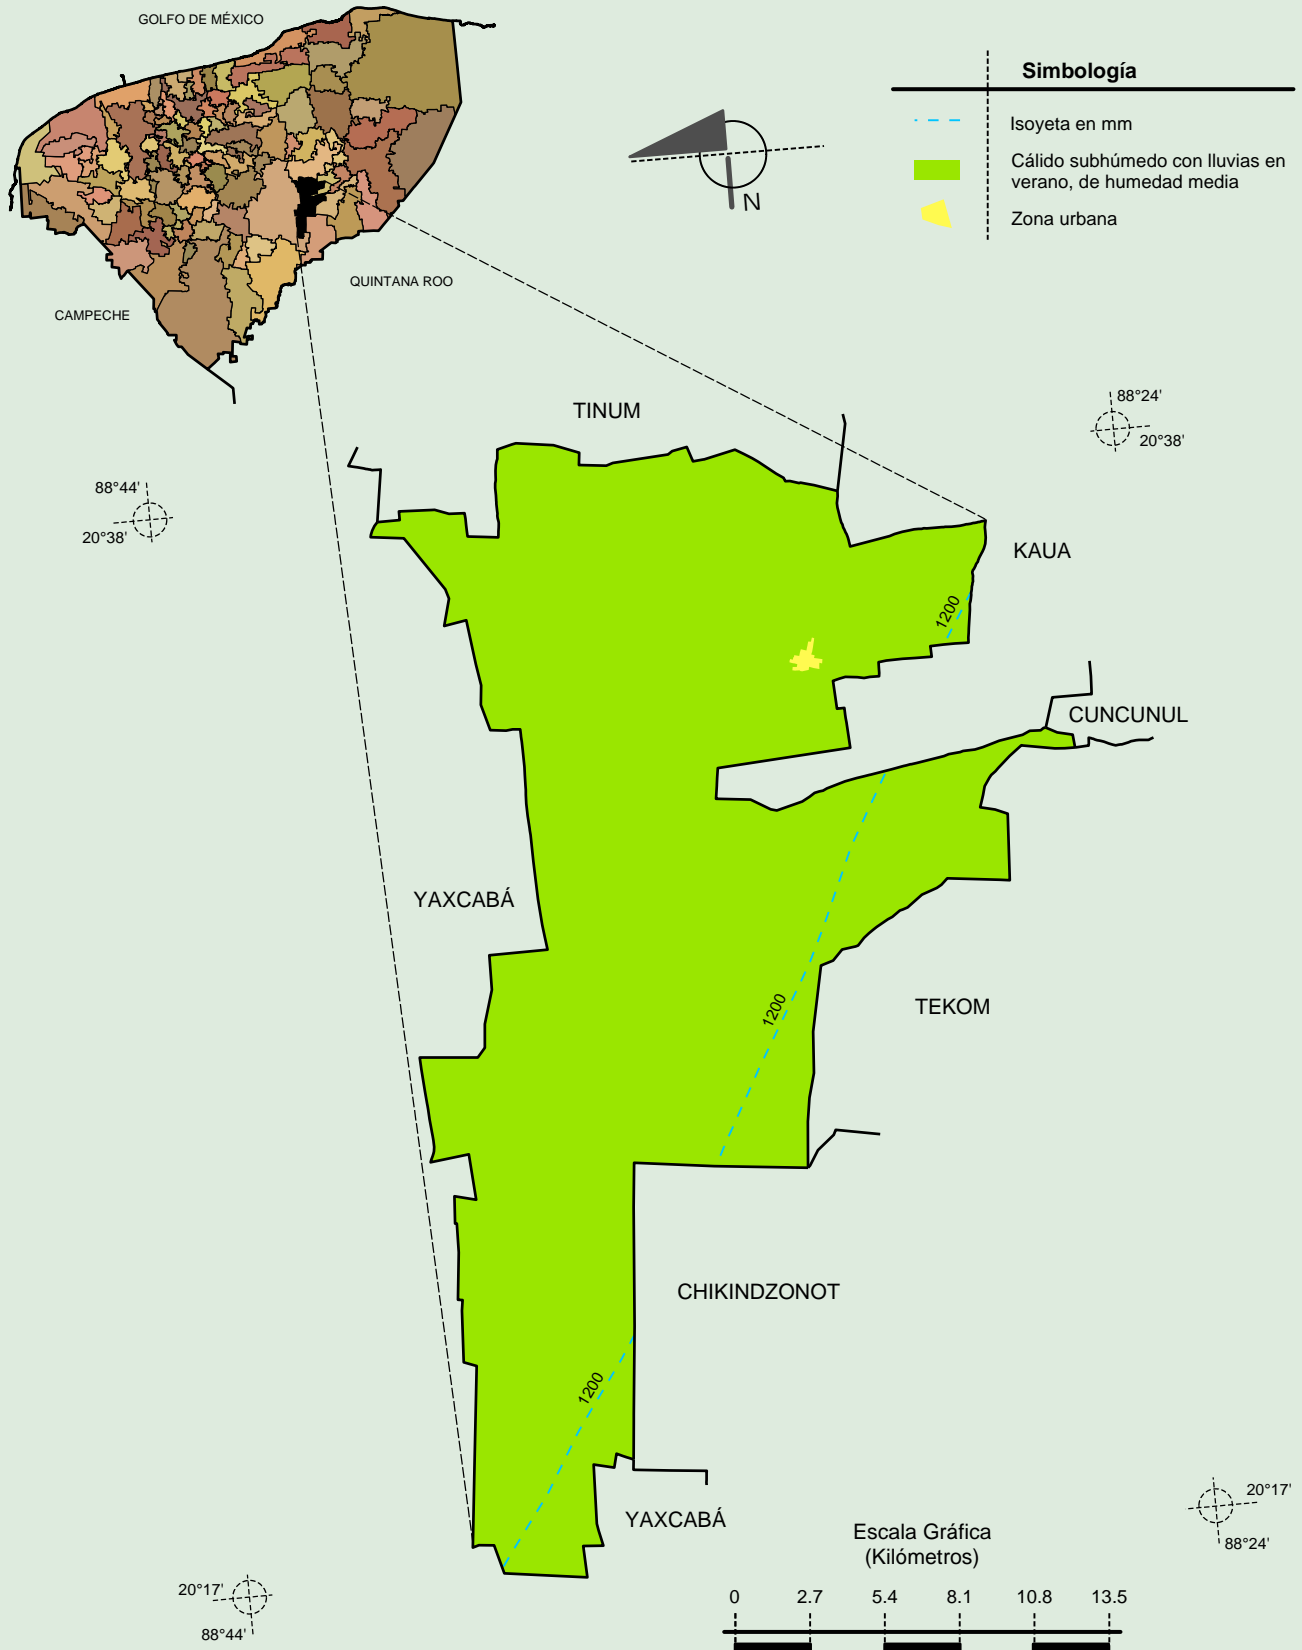 GOLFO DE MÉXICO
QUINTANA ROO
CAMPECHE
N
Simbología
Isoyeta en mm
Cálido subhúmedo con lluvias en
verano, de humedad media
Zona urbana
88°24'
20°38'
TINUM
88°44'
20°38'
KAUA
1200
CUNCUNUL
YAXCABÁ
1200
TEKOM
CHIKINDZONOT
1200
YAXCABÁ
20°17'
88°24'
20°17'
88°44'
Escala Gráfica
(Kilómetros)
0 2.7 5.4 8.1 10.8 13.5